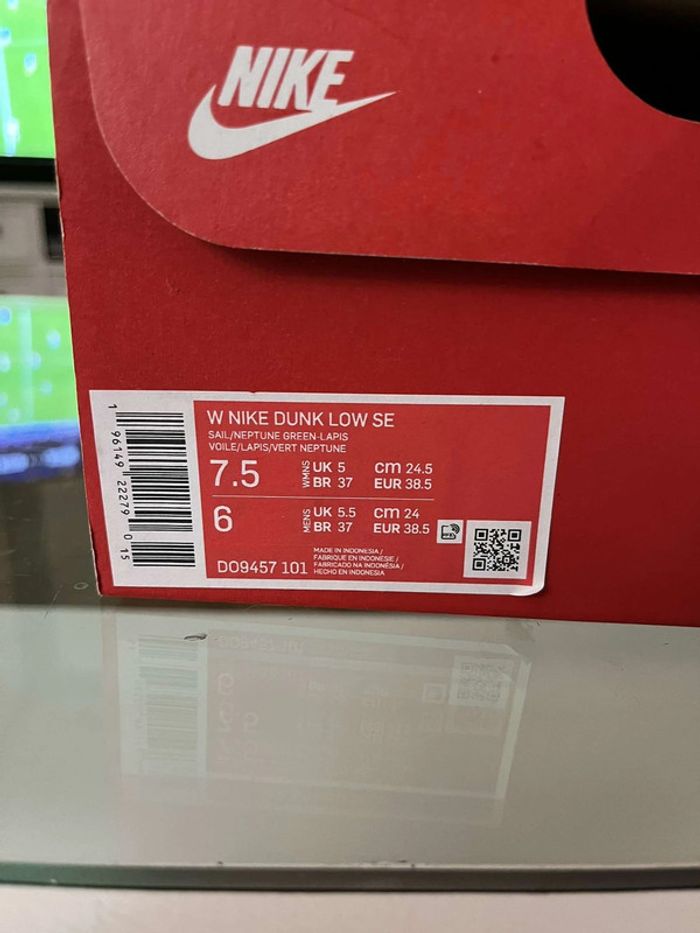 NIKE
W NIKE DUNK LOW SE
SAIL/NEPTUNE GREEN-LAPIS
VOILE/LAPIS/VERT NEPTUNE
7.5 WMNS UK 5 cm 24.5
BR 37 EUR 38.5
6 MENS UK 5.5 cm 24
BR 37 EUR 38.5
MADE IN INDONESIA /
FABRIQUE EN INDONESIE /
FABRICADO NA INDONÉSIA /
HECHO EN INDONESIA
DO9457 101
1 96149 22279 0 15